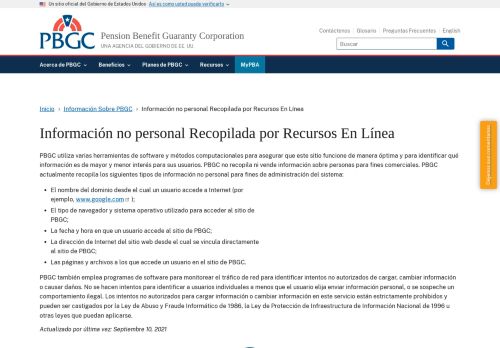 Un sitio oficial del Gobierno de Estados Unidos Así es como usted puede verificarlo
PBGC
Pension Benefit Guaranty Corporation
UNA AGENCIA DEL GOBIERNO DE EE. UU
Contáctenos Glosario Preguntas Frecuentes English
Buscar
Acerca de PBGC Beneficios Planes de PBGC Recursos MyPBA
Inicio › Información Sobre PBGC › Información no personal Recopilada por Recursos En Línea
Información no personal Recopilada por Recursos En Línea
PBGC utiliza varias herramientas de software y métodos computacionales para asegurar que este sitio funcione de manera óptima y para identificar qué
información es de mayor y menor interés para sus usuarios. PBGC no recopila ni vende información sobre personas para fines comerciales. PBGC
actualmente recopila los siguientes tipos de información no personal para fines de administración del sistema:
• El nombre del dominio desde el cual un usuario accede a Internet (por
ejemplo, www.google.com );
• El tipo de navegador y sistema operativo utilizado para acceder al sitio de
PBGC;
• La fecha y hora en que un usuario accede al sitio de PBGC;
• La dirección de Internet del sitio web desde el cual se vincula directamente
al sitio de PBGC;
• Las páginas y archivos a los que accede un usuario en el sitio de PBGC.
PBGC también emplea programas de software para monitorear el tráfico de red para identificar intentos no autorizados de cargar, cambiar información
o causar daños. No se hacen intentos para identificar a usuarios individuales a menos que el usuario elija enviar información personal, o se sospeche un
comportamiento ilegal. Los intentos no autorizados para cargar información o cambiar información en este servicio están estrictamente prohibidos y
pueden ser castigados por la Ley de Abuso y Fraude Informático de 1986, la Ley de Protección de Infraestructura de Información Nacional de 1996 u
otras leyes que puedan aplicarse.
Actualizado por última vez: Septiembre 10, 2021